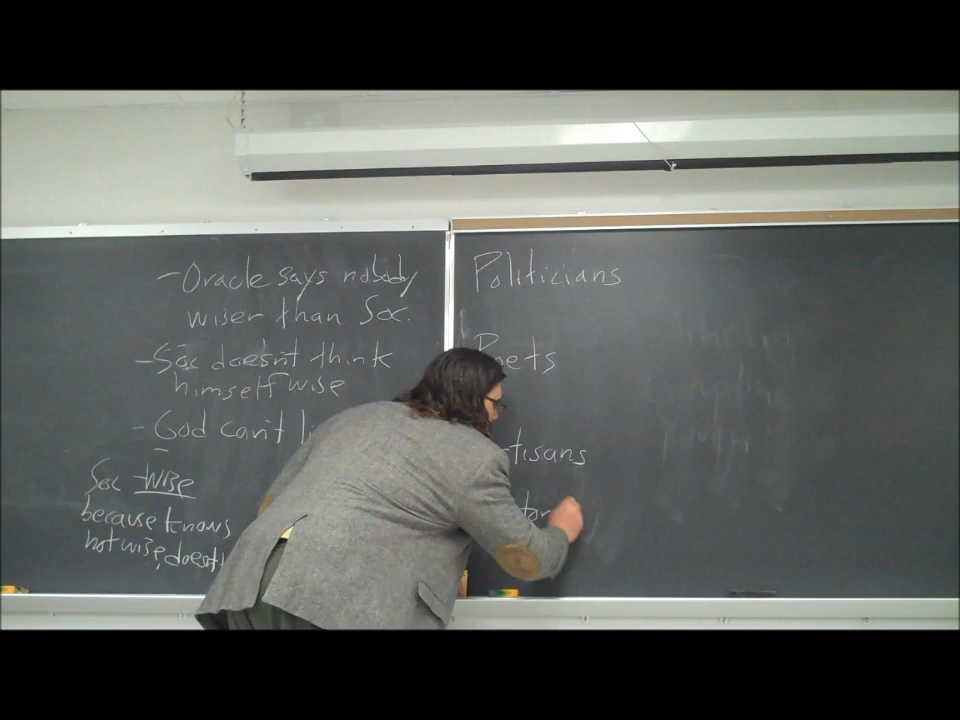 - Oracle says nobody
wiser than Soc.
- Soc doesn't think
himself wise
- God can't
Soc Wise
because knows
not wise, doesn't
Politicians
Poets
tisans